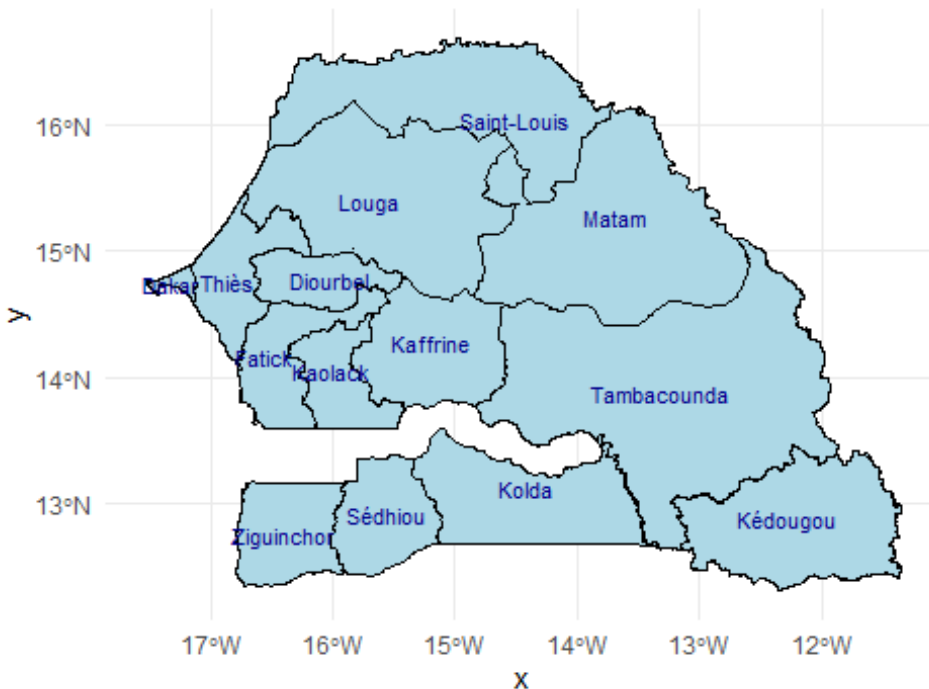 Saint-Louis
Louga
Matam
Dakar
Thiès
Diourbel
Kaffrine
Fatick
Kaolack
Tambacounda
Kolda
Sédhiou
Ziguinchor
Kédougou
16°N
15°N
14°N
13°N
y
17°W
16°W
15°W
14°W
13°W
12°W
x